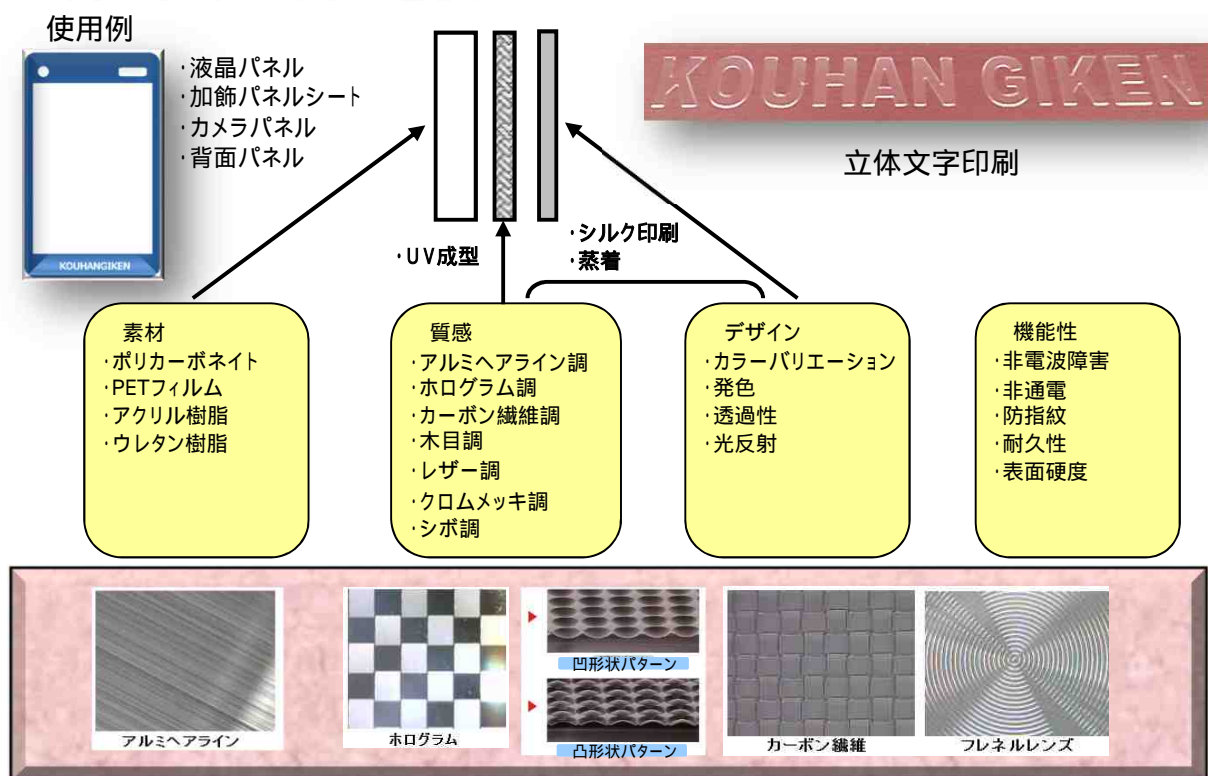 使用例
·液晶パネル
·加飾パネルシート
·カメラパネル
·背面パネル
KOUHANGIKEN
KOUHAN GIKEN
立体文字印刷
·UV成型
·シルク印刷
·蒸着
素材
·ポリカーボネイト
·PETフィルム
·アクリル樹脂
·ウレタン樹脂
質感
·アルミヘアライン調
·ホログラム調
·カーボン繊維調
·木目調
·レザー調
·クロムメッキ調
·シボ調
デザイン
·カラーバリエーション
·発色
·透過性
·光反射
機能性
·非電波障害
·非通電
·防指紋
·耐久性
·表面硬度
アルミヘアライン
ホログラム
凹形状パターン
凸形状パターン
カーボン繊維
フレネルレンズ